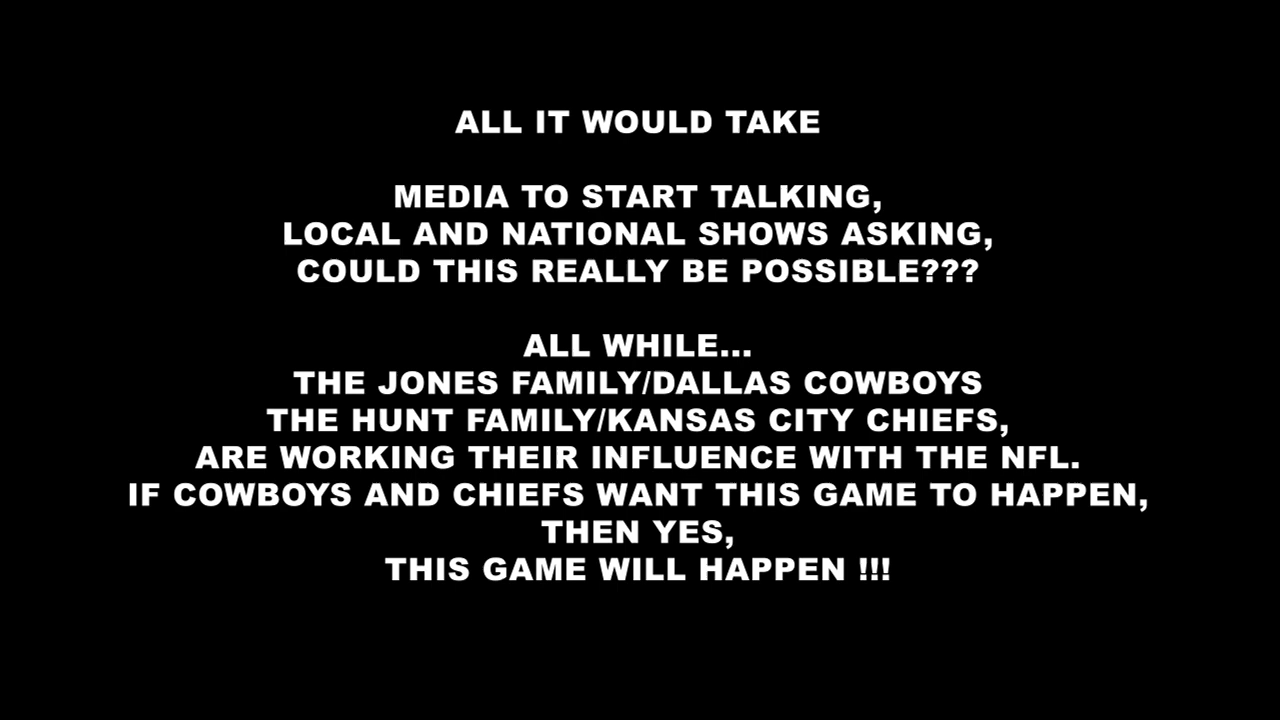 ALL IT WOULD TAKE
MEDIA TO START TALKING,
LOCAL AND NATIONAL SHOWS ASKING,
COULD THIS REALLY BE POSSIBLE???
ALL WHILE...
THE JONES FAMILY/DALLAS COWBOYS
THE HUNT FAMILY/KANSAS CITY CHIEFS,
ARE WORKING THEIR INFLUENCE WITH THE NFL.
IF COWBOYS AND CHIEFS WANT THIS GAME TO HAPPEN,
THEN YES,
THIS GAME WILL HAPPEN !!!